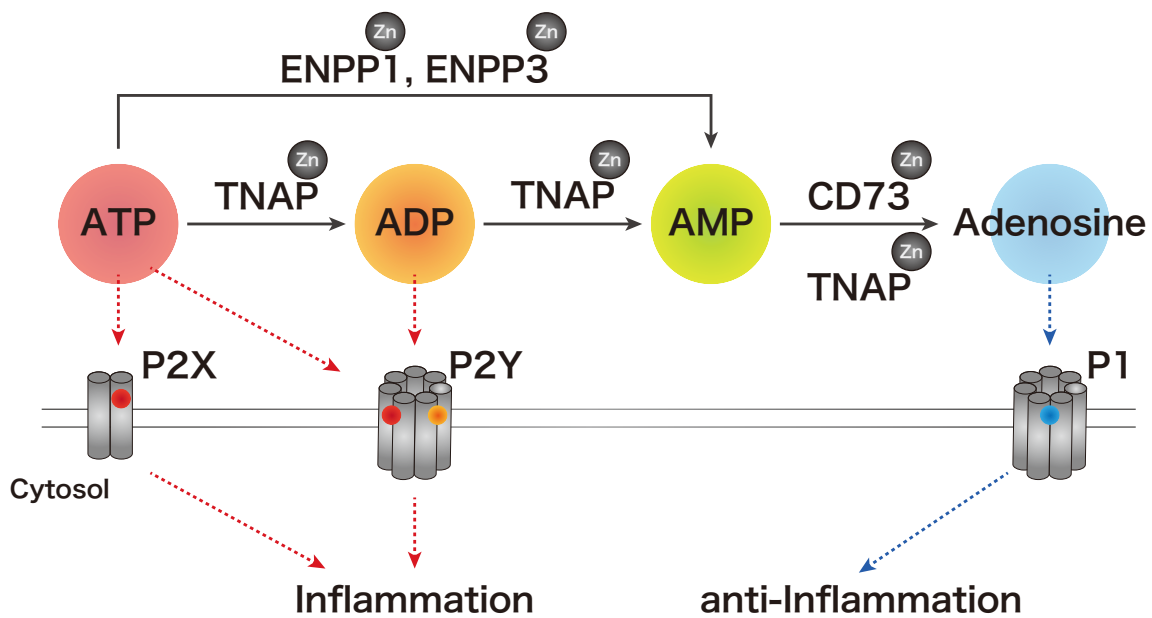 Zn
Zn
ENPP1, ENPP3
Zn
Zn
Zn
TNAP
TNAP
CD73
ATP
ADP
AMP
Adenosine
Zn
TNAP
P2X
P2Y
P1
Cytosol
Inflammation
anti-Inflammation